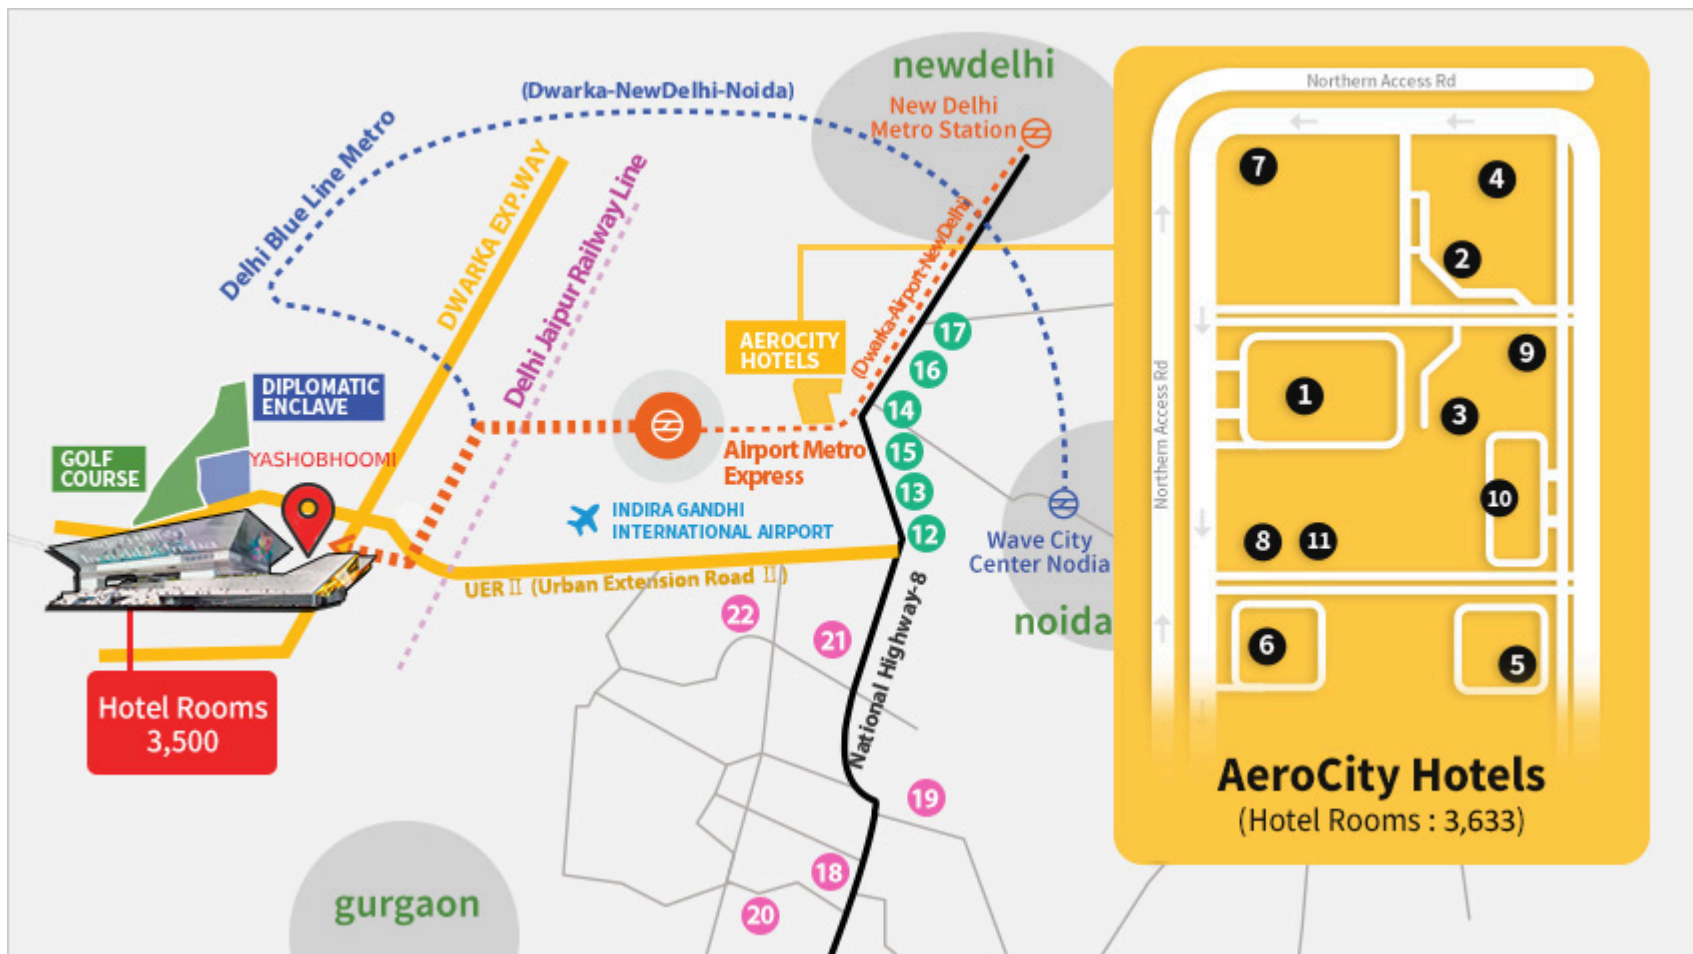 newdelhi
New Delhi
Metro Station
(Dwarka-NewDelhi-Noida)
Delhi Blue Line Metro
DWARKA EXP.WAY
Delhi Jaipur Railway Line
(Dwarka-Airport-NewDelhi)
AEROCITY
HOTELS
17
16
14
15
13
12
DIPLOMATIC
ENCLAVE
GOLF
COURSE
YASHOBHOOMI
Airport Metro
Express
INDIRA GANDHI
INTERNATIONAL AIRPORT
UER II (Urban Extension Road II)
Wave City
Center Nodia
noida
National Highway-8
22
21
19
18
20
Hotel Rooms
3,500
gurgaon
Northern Access Rd
Northern Access Rd
7
4
2
9
1
3
10
8
11
6
5
AeroCity Hotels
(Hotel Rooms : 3,633)